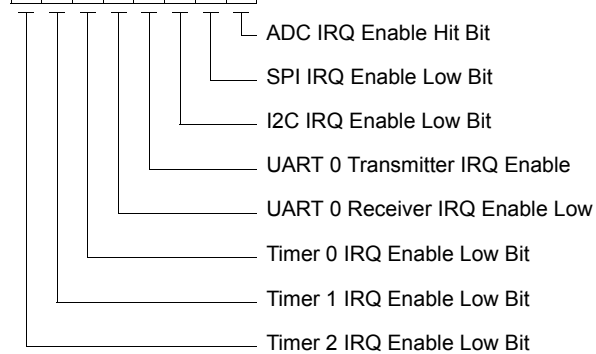 ADC IRQ Enable Hit Bit
SPI IRQ Enable Low Bit
I2C IRQ Enable Low Bit
UART 0 Transmitter IRQ Enable
UART 0 Receiver IRQ Enable Low
Timer 0 IRQ Enable Low Bit
Timer 1 IRQ Enable Low Bit
Timer 2 IRQ Enable Low Bit